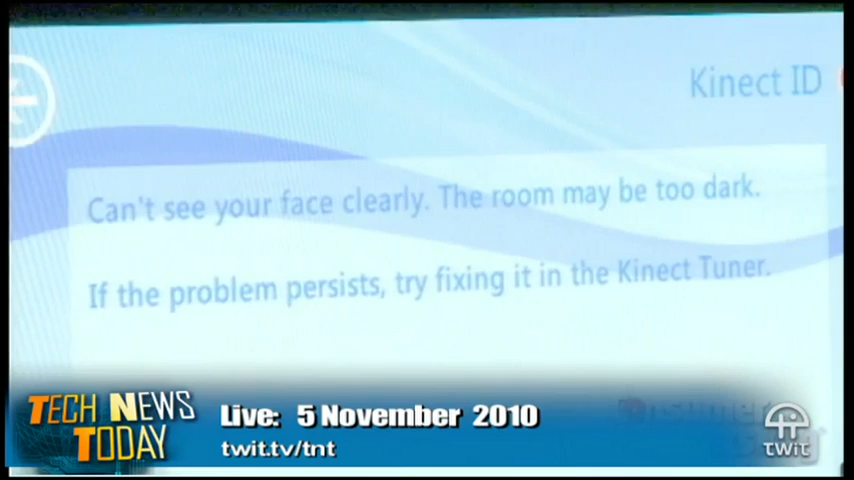 Kinect ID
Can't see your face clearly. The room may be too dark.
If the problem persists, try fixing it in the Kinect Tuner.
TECH NEWS
TODAY
Live: 5 November 2010
twit.tv/tnt
TWiT